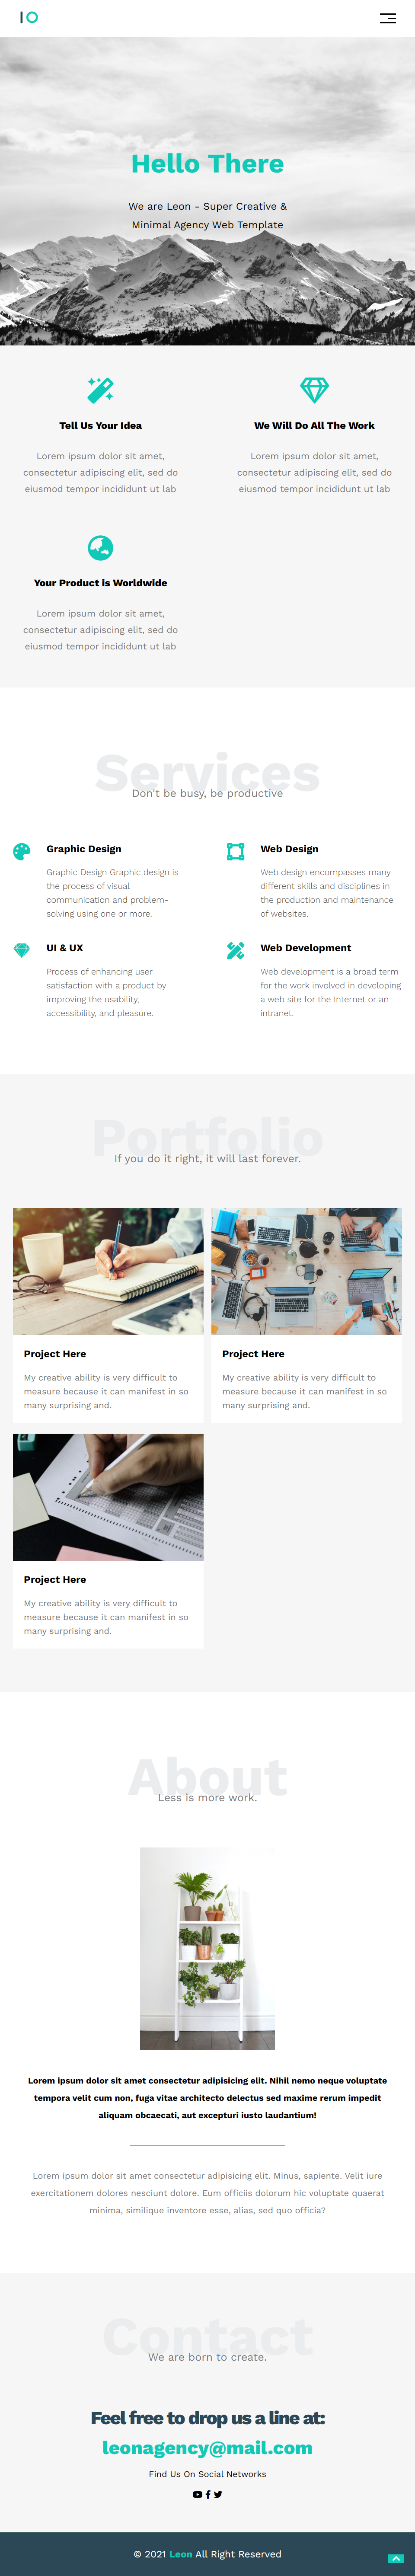 IO
Hello There
We are Leon - Super Creative &
Minimal Agency Web Template
Tell Us Your Idea
Lorem ipsum dolor sit amet,
consectetur adipiscing elit, sed do
eiusmod tempor incididunt ut lab
We Will Do All The Work
Lorem ipsum dolor sit amet,
consectetur adipiscing elit, sed do
eiusmod tempor incididunt ut lab
Your Product is Worldwide
Lorem ipsum dolor sit amet,
consectetur adipiscing elit, sed do
eiusmod tempor incididunt ut lab
Services
Don't be busy, be productive
Graphic Design
Graphic Design Graphic design is
the process of visual
communication and problem-
solving using one or more.
Web Design
Web design encompasses many
different skills and disciplines in
the production and maintenance
of websites.
UI & UX
Process of enhancing user
satisfaction with a product by
improving the usability,
accessibility, and pleasure.
Web Development
Web development is a broad term
for the work involved in developing
a web site for the Internet or an
intranet.
Portfolio
If you do it right, it will last forever.
Project Here
My creative ability is very difficult to
measure because it can manifest in so
many surprising and.
Project Here
My creative ability is very difficult to
measure because it can manifest in so
many surprising and.
Project Here
My creative ability is very difficult to
measure because it can manifest in so
many surprising and.
About
Less is more work.
Lorem ipsum dolor sit amet consectetur adipisicing elit. Nihil nemo neque voluptate
tempora velit cum non, fuga vitae architecto delectus sed maxime rerum impedit
aliquam obcaecati, aut excepturi iusto laudantium!
Lorem ipsum dolor sit amet consectetur adipisicing elit. Minus, sapiente. Velit iure
exercitationem dolores nesciunt dolore. Eum officiis dolorum hic voluptate quaerat
minima, similique inventore esse, alias, sed quo officia?
Contact
We are born to create.
Feel free to drop us a line at:
leonagency@mail.com
Find Us On Social Networks
© 2021 Leon All Right Reserved